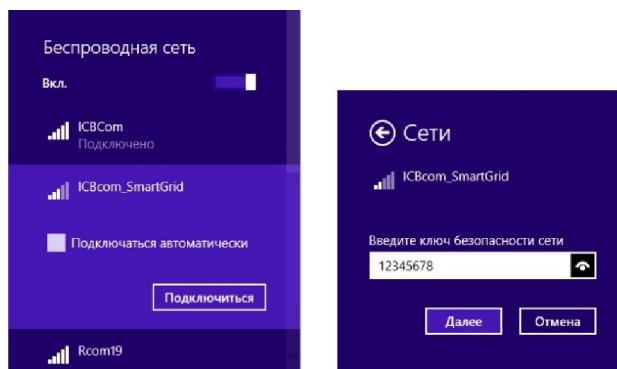 Беспроводная сеть
Вкл.
ICBCom
Подключено
ICBcom_SmartGrid
Подключаться автоматически
Подключиться
Rcom19
Сети
ICBcom_SmartGrid
Введите ключ безопасности сети
12345678
Далее
Отмена